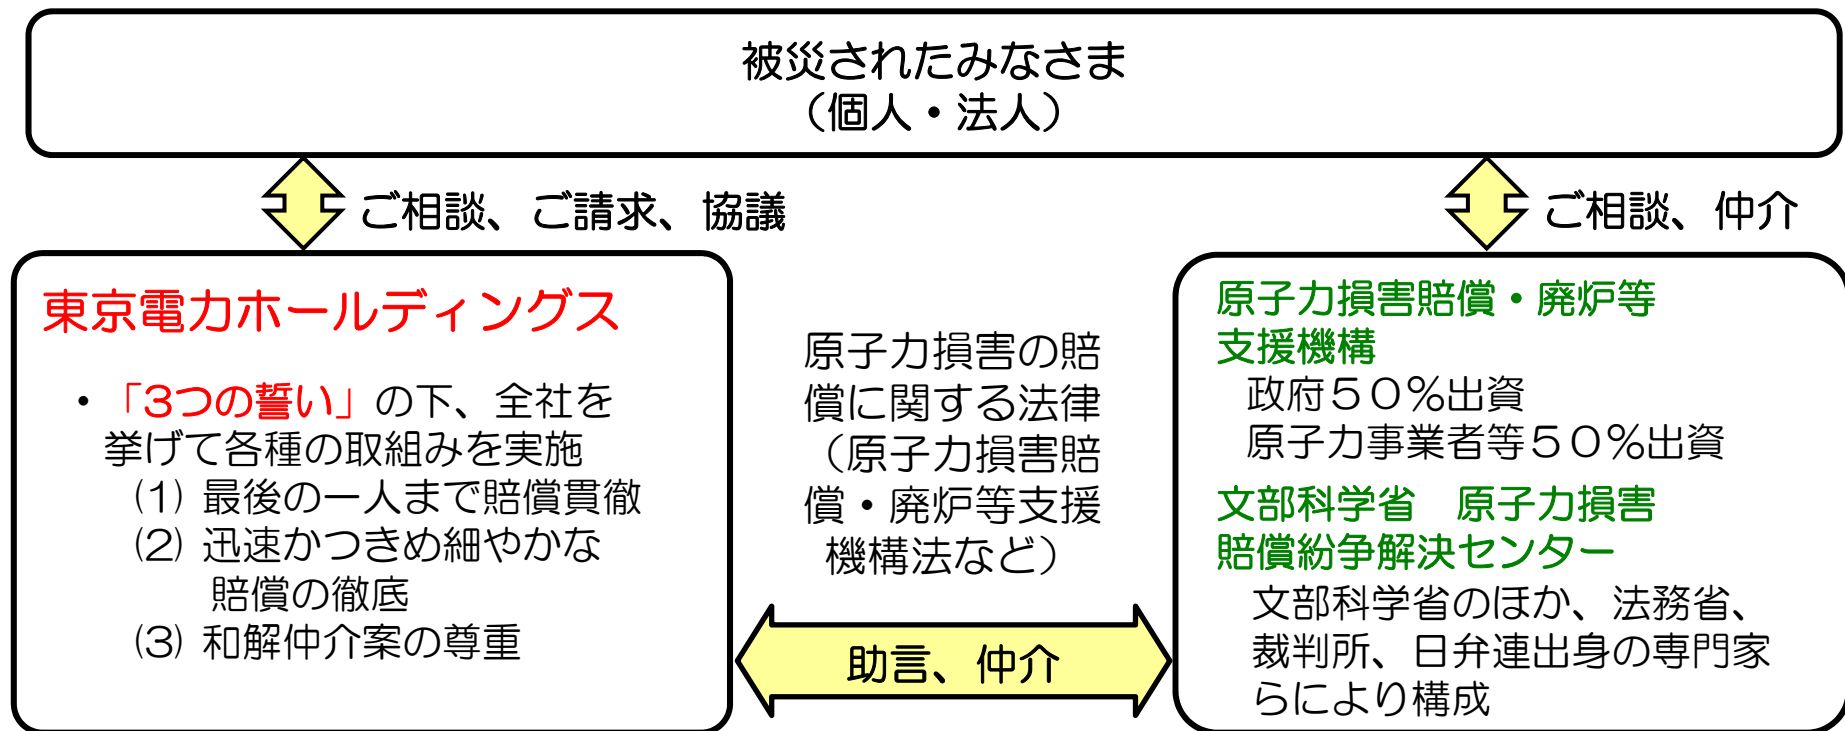 被災されたみなさま
（個人・法人）
ご相談、ご請求、協議
ご相談、仲介
東京電力ホールディングス
・「3つの誓い」の下、全社を
挙げて各種の取組みを実施
(1) 最後の一人まで賠償貫徹
(2) 迅速かつきめ細やかな
賠償の徹底
(3) 和解仲介案の尊重
原子力損害の賠
償に関する法律
（原子力損害賠
償・廃炉等支援
機構法など）
助言、仲介
原子力損害賠償・廃炉等
支援機構
政府５０％出資
原子力事業者等５０％出資
文部科学省　原子力損害
賠償紛争解決センター
文部科学省のほか、法務省、
裁判所、日弁連出身の専門家
らにより構成